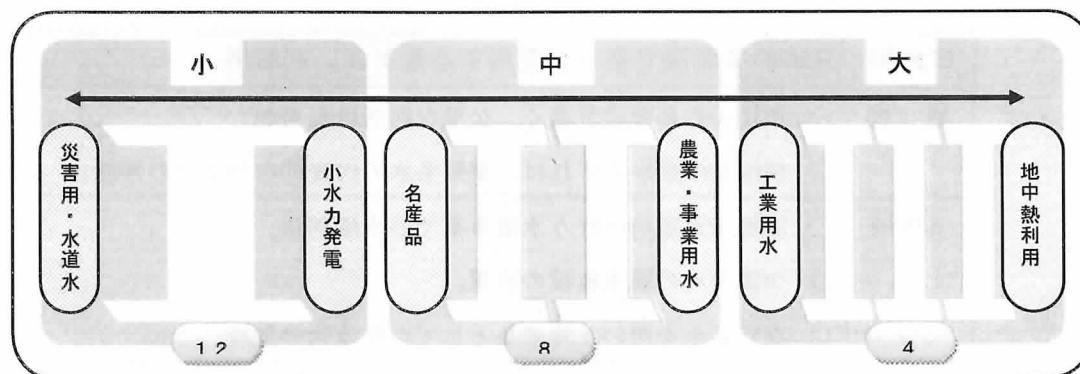 小
中
大
災害用・水道水
小水力発電
名産品
農業・事業用水
工業用水
地中熱利用
12
8
4